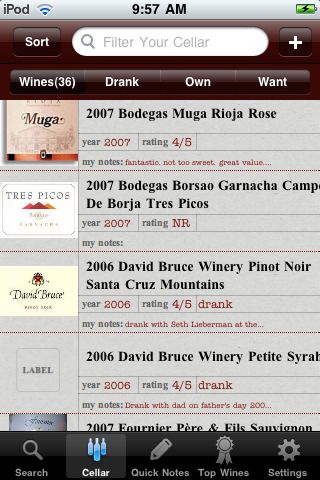 iPod 9:57 AM
Sort Filter Your Cellar +
Wines(36) Drank Own Want
RIOJA
Muga
2007 Bodegas Muga Rioja Rose
year 2007 rating 4/5
my notes: fantastic, not too sweet, great value....
TRES PICOS
Borsao
GARNACHA
2007 Bodegas Borsao Garnacha Campo
De Borja Tres Picos
year 2007 rating NR
my notes:
David Bruce
PINOT NOIR
2006 David Bruce Winery Pinot Noir
Santa Cruz Mountains
year 2006 rating 4/5 drank
my notes: drank with Seth Lieberman at the...
LABEL
2006 David Bruce Winery Petite Syrah
year 2006 rating 4/5 drank
my notes: Drank with dad on father's day 200...
2007 Fournier Père & Fils Sauvignon
Search Cellar Quick Notes Top Wines Settings